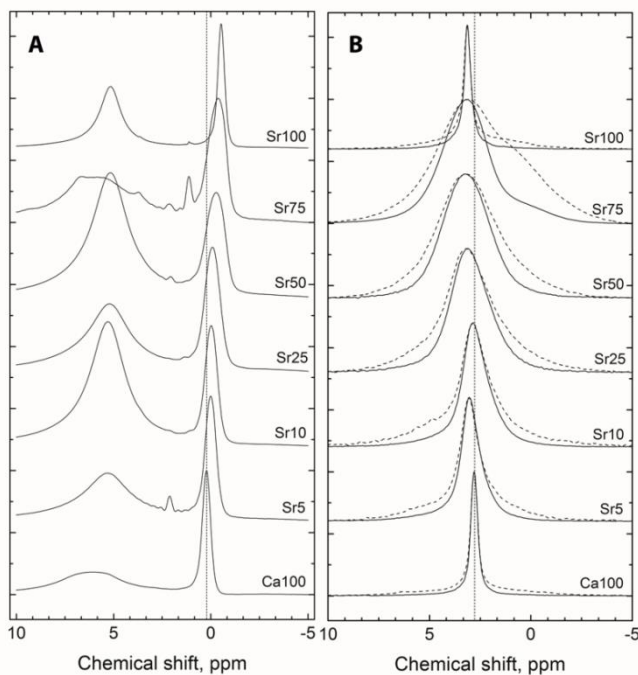 A
B
Sr100
Sr75
Sr50
Sr25
Sr10
Sr5
Ca100
10 5 0 -5
Chemical shift, ppm
Sr100
Sr75
Sr50
Sr25
Sr10
Sr5
Ca100
10 5 0 -5
Chemical shift, ppm